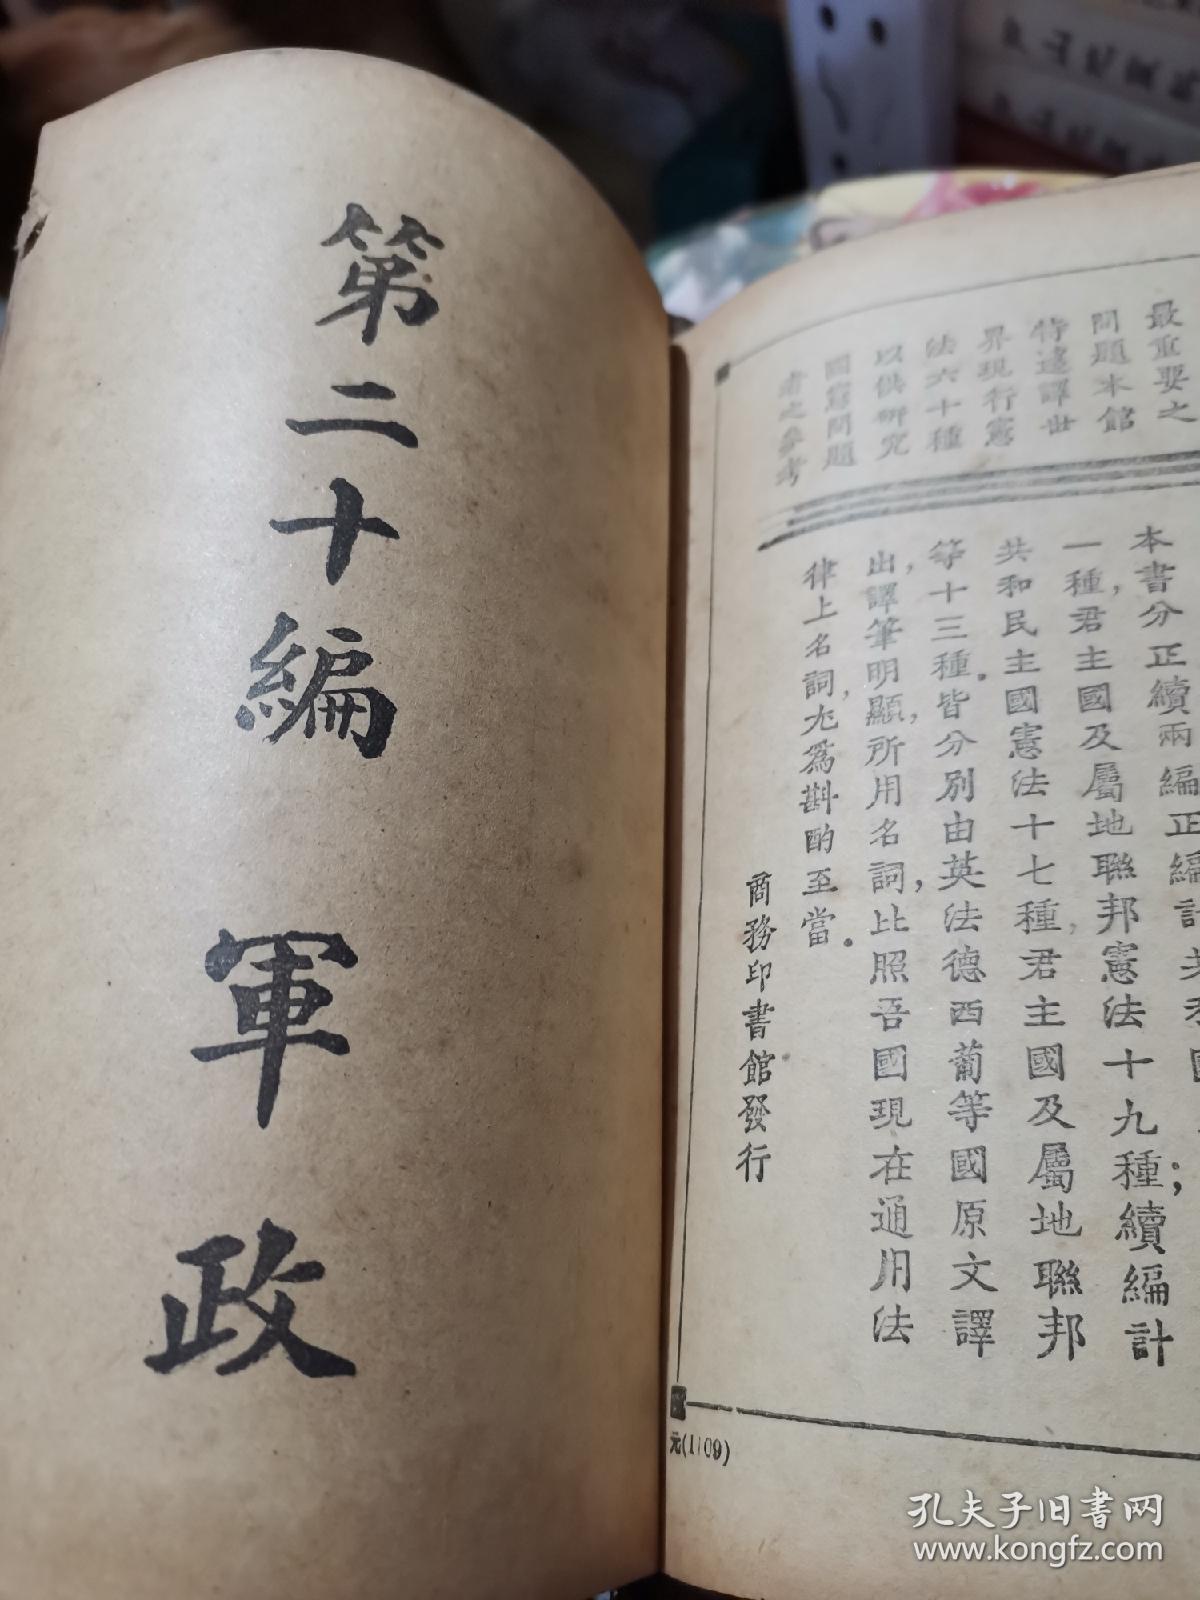 第二十編 軍政
最重要之
問題本館
特逡譯世
界現行憲
法六十種
以供研究
國憲問題
者之參考
本書分正續兩編正編計共和國
一種,君主國及屬地聯邦憲法十九種;續編計
共和民主國憲法十七種,君主國及屬地聯邦
等十三種。皆分別由英法德西葡等國原文譯
出,譯筆明顯,所用名詞,比照吾國現在通用法
律上名詞,尤爲斟酌至當。
商務印書館發行
元(1109)
孔夫子旧书网
www.kongfz.com